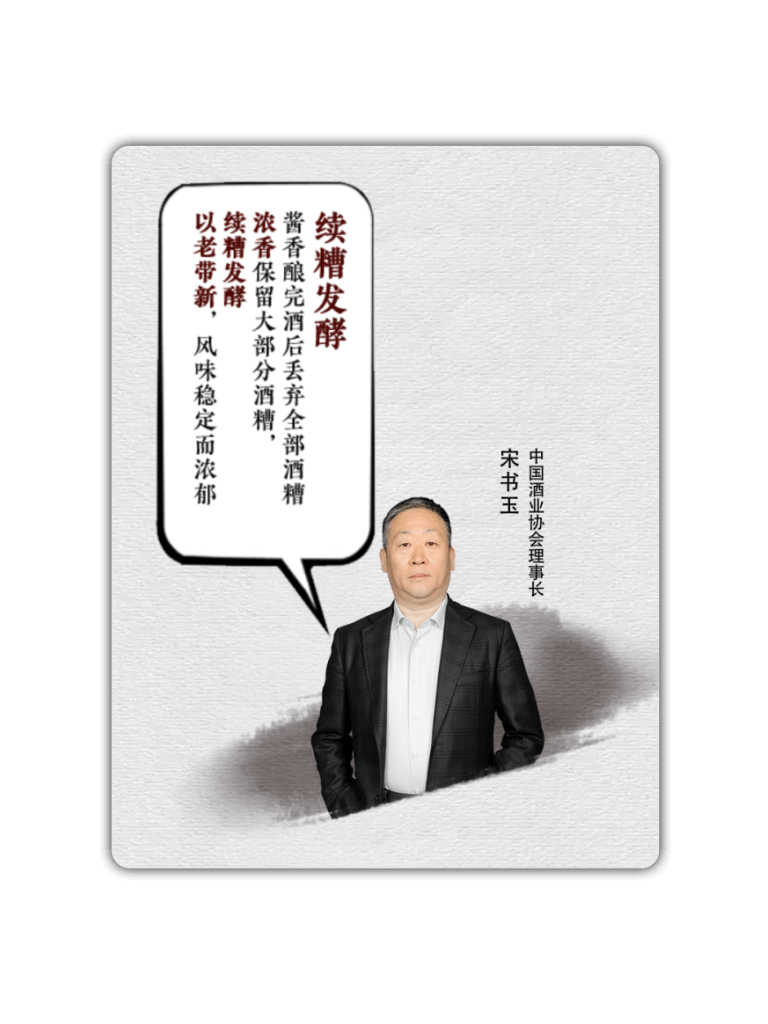 续糟发酵
酱香酿完酒后丢弃全部酒糟
浓香保留大部分酒糟，
续糟发酵
以老带新，风味稳定而浓郁
中国酒业协会理事长
宋书玉